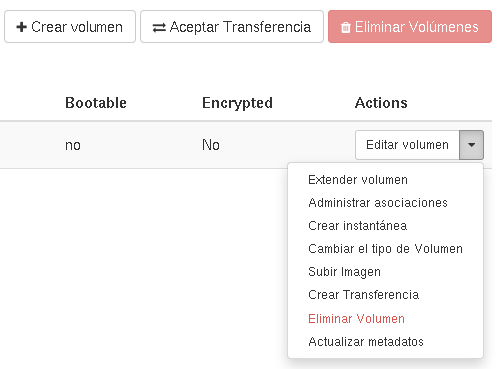 Crear volumen Aceptar Transferencia Eliminar Volúmenes
Bootable Encrypted Actions
no No Editar volumen
Extender volumen
Administrar asociaciones
Crear instantánea
Cambiar el tipo de Volumen
Subir Imagen
Crear Transferencia
Eliminar Volumen
Actualizar metadatos